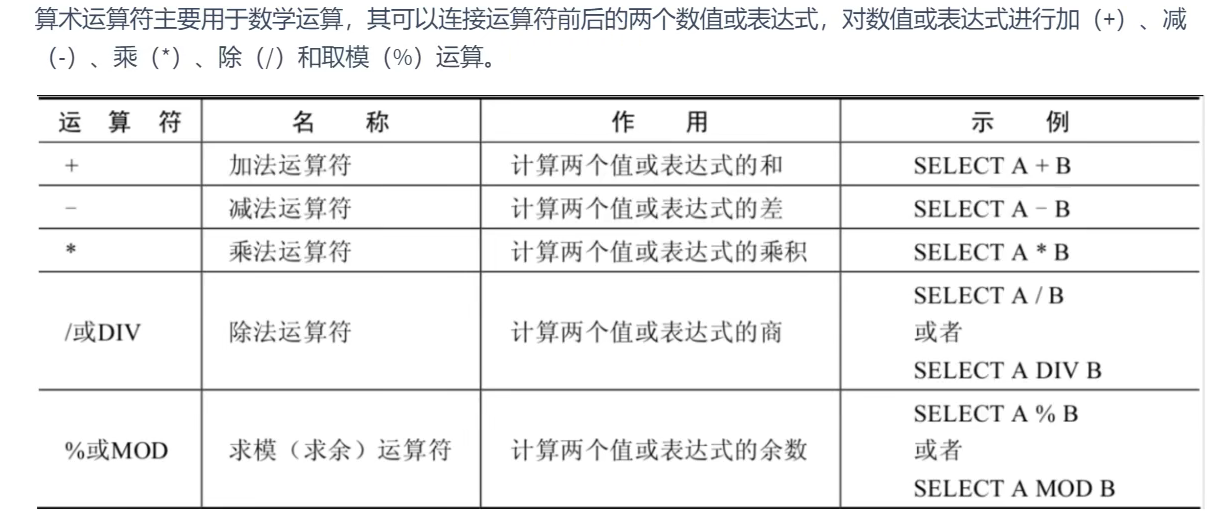 算术运算符主要用于数学运算，其可以连接运算符前后的两个数值或表达式，对数值或表达式进行加（+）、减
（-）、乘（*）、除（/）和取模（%）运算。
运 算 符 名 称 作 用 示 例
+ 加法运算符 计算两个值或表达式的和 SELECT A + B
− 减法运算符 计算两个值或表达式的差 SELECT A − B
* 乘法运算符 计算两个值或表达式的乘积 SELECT A * B
/或DIV 除法运算符 计算两个值或表达式的商 SELECT A / B
或者
SELECT A DIV B
%或MOD 求模（求余）运算符 计算两个值或表达式的余数 SELECT A % B
或者
SELECT A MOD B